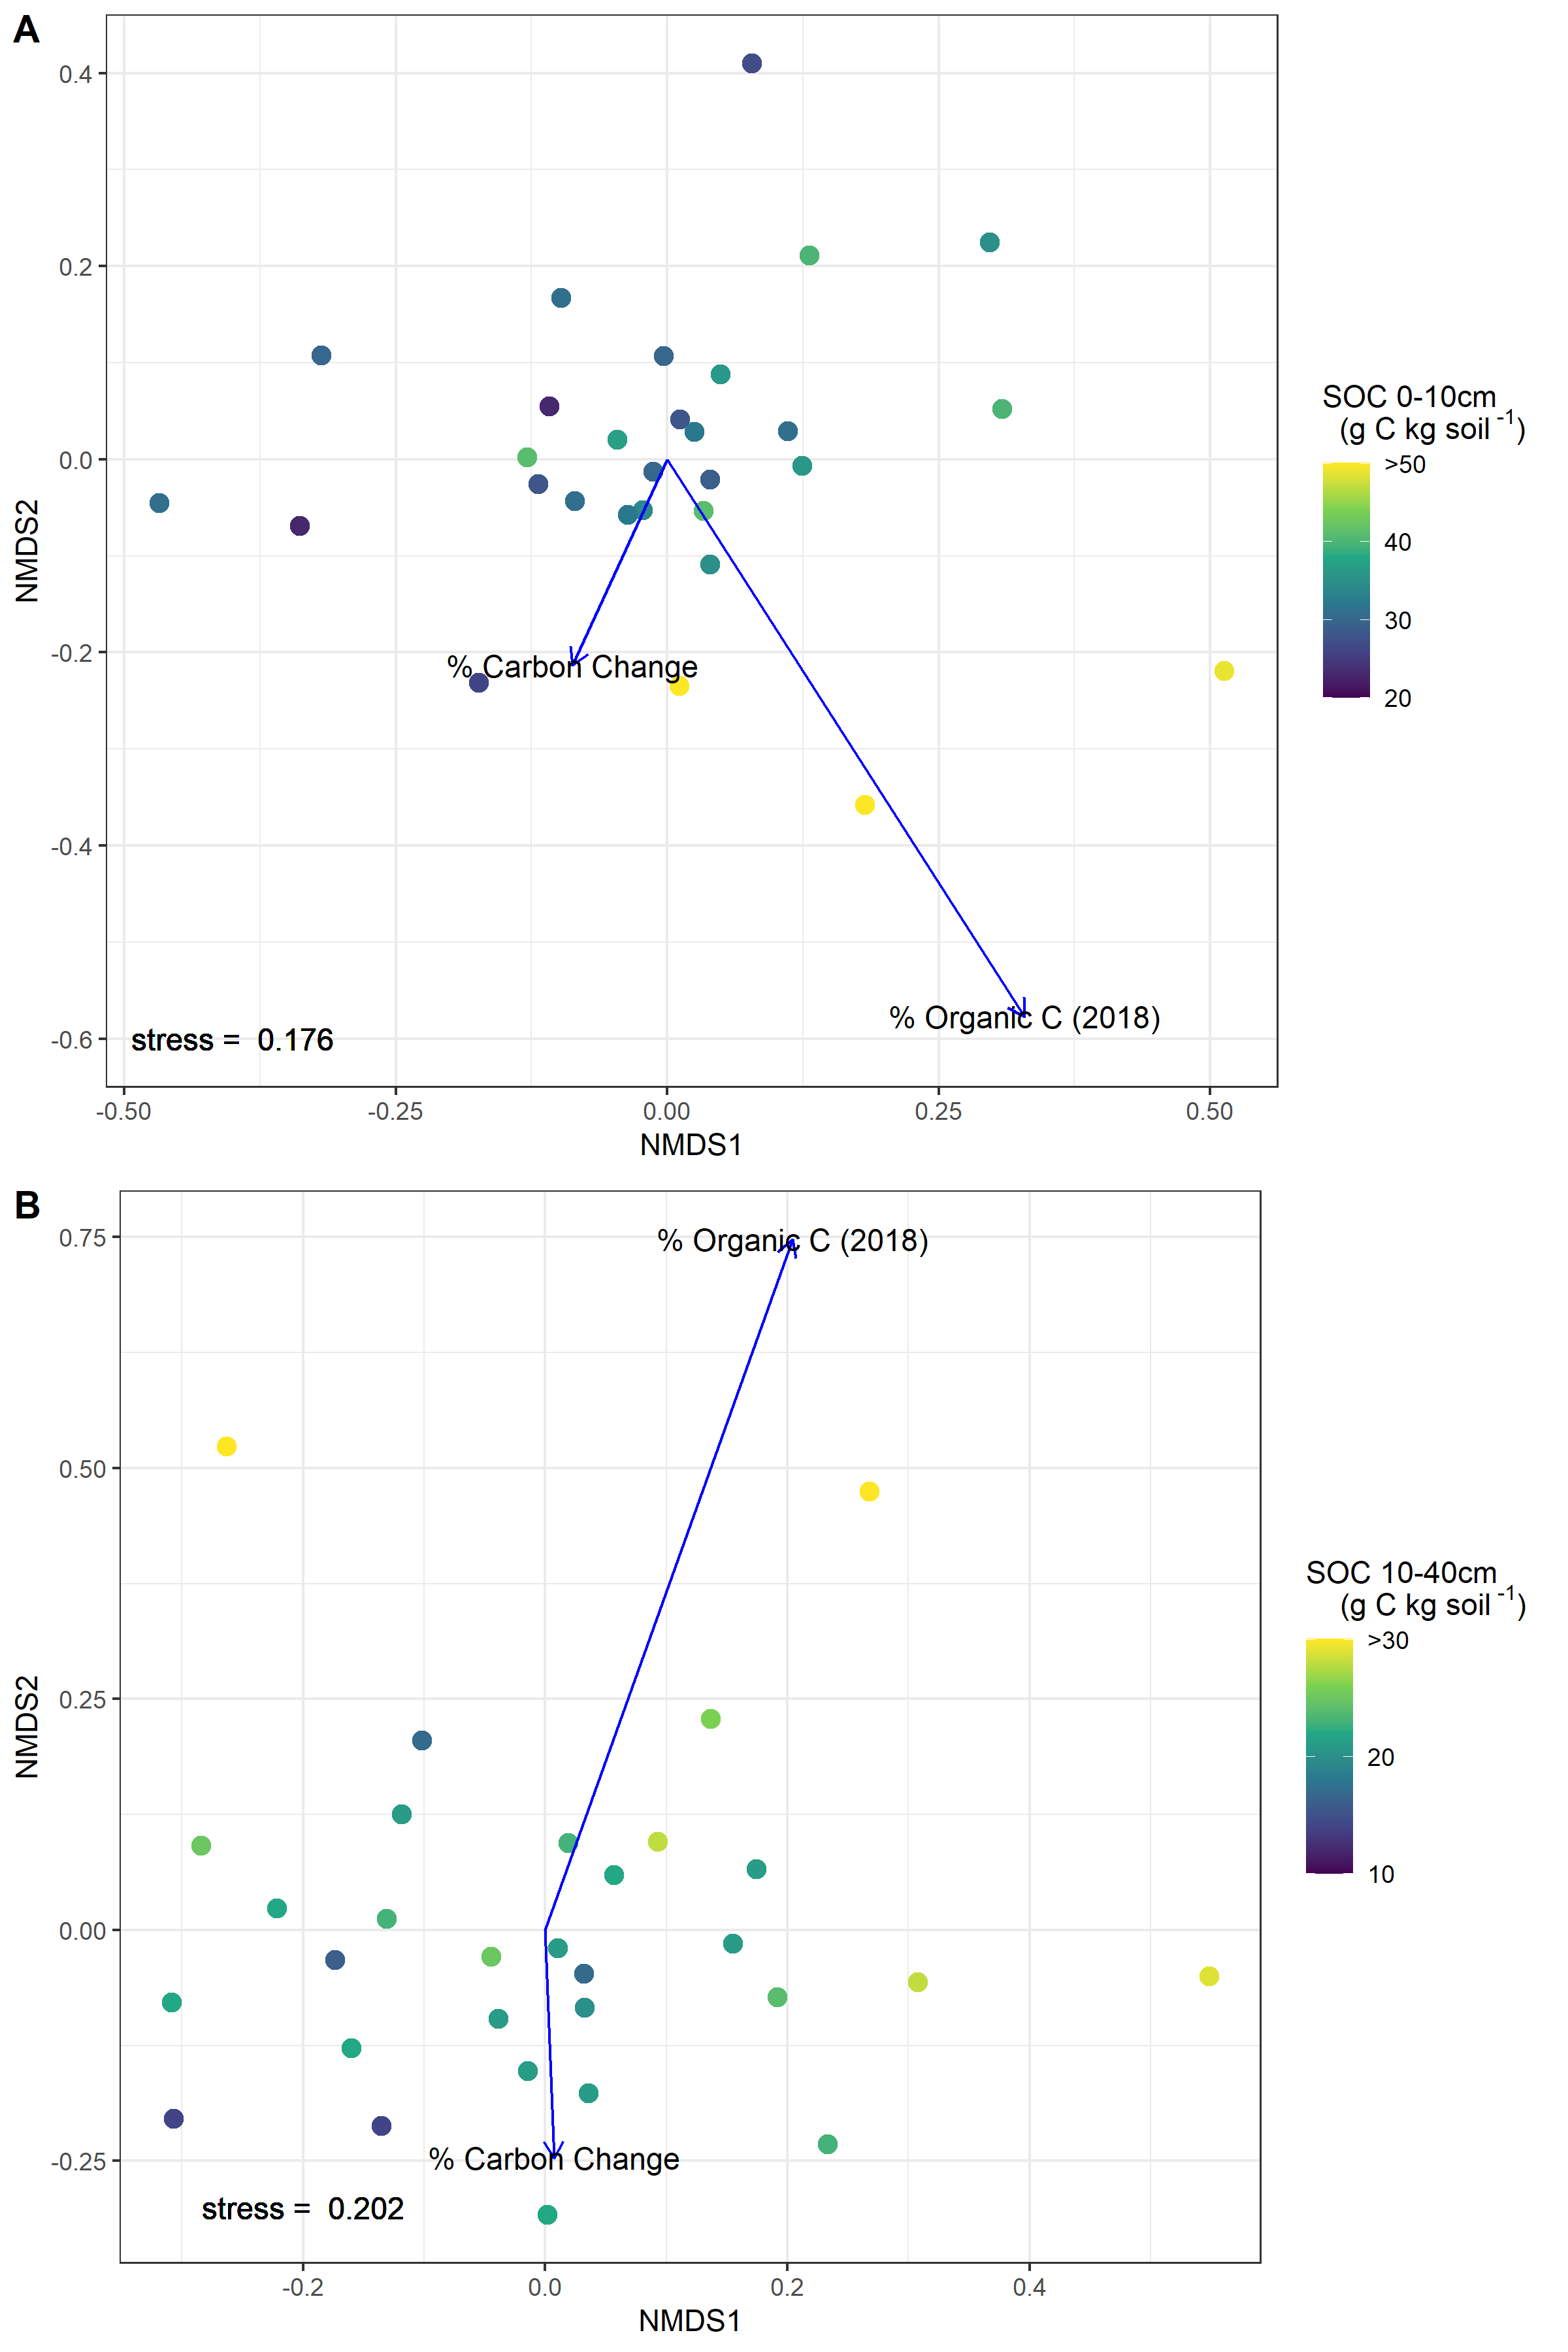 A
0.4
0.2
0.0
-0.2
-0.4
-0.6
NMDS2
% Carbon Change
% Organic C (2018)
stress = 0.176
-0.50
-0.25
0.00
0.25
0.50
NMDS1
SOC 0-10cm
(g C kg soil -1)
>50
40
30
20
B
0.75
0.50
0.25
0.00
-0.25
NMDS2
% Organic C (2018)
% Carbon Change
stress = 0.202
-0.2
0.0
0.2
0.4
NMDS1
SOC 10-40cm
(g C kg soil -1)
>30
20
10